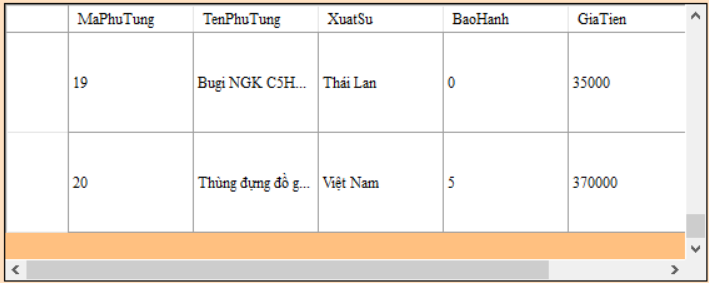 MaPhuTung TenPhuTung XuatSu BaoHanh GiaTien
19 Bugi NGK C5H... Thái Lan 0 35000
20 Thùng đựng đồ g... Việt Nam 5 370000